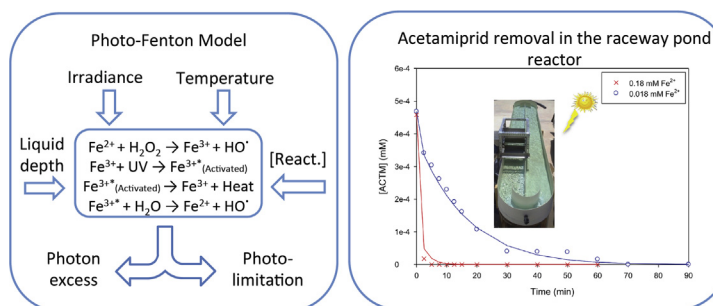 Photo-Fenton Model
Irradiance
Temperature
Liquid
depth
[React.]
Fe²⁺ + H₂O₂ → Fe³⁺ + HO˙
Fe³⁺ + UV → Fe³⁺*(Activated)
Fe³⁺*(Activated) → Fe³⁺ + Heat
Fe³⁺* + H₂O → Fe²⁺ + HO˙
Photon
excess
Photo-
limitation
Acetamiprid removal in the raceway pond
reactor
6e-4
5e-4
4e-4
3e-4
2e-4
1e-4
0
[ACTM] (mM)
0.18 mM Fe²⁺
0.018 mM Fe²⁺
0 10 20 30 40 50 60 70 80 90
Time (min)